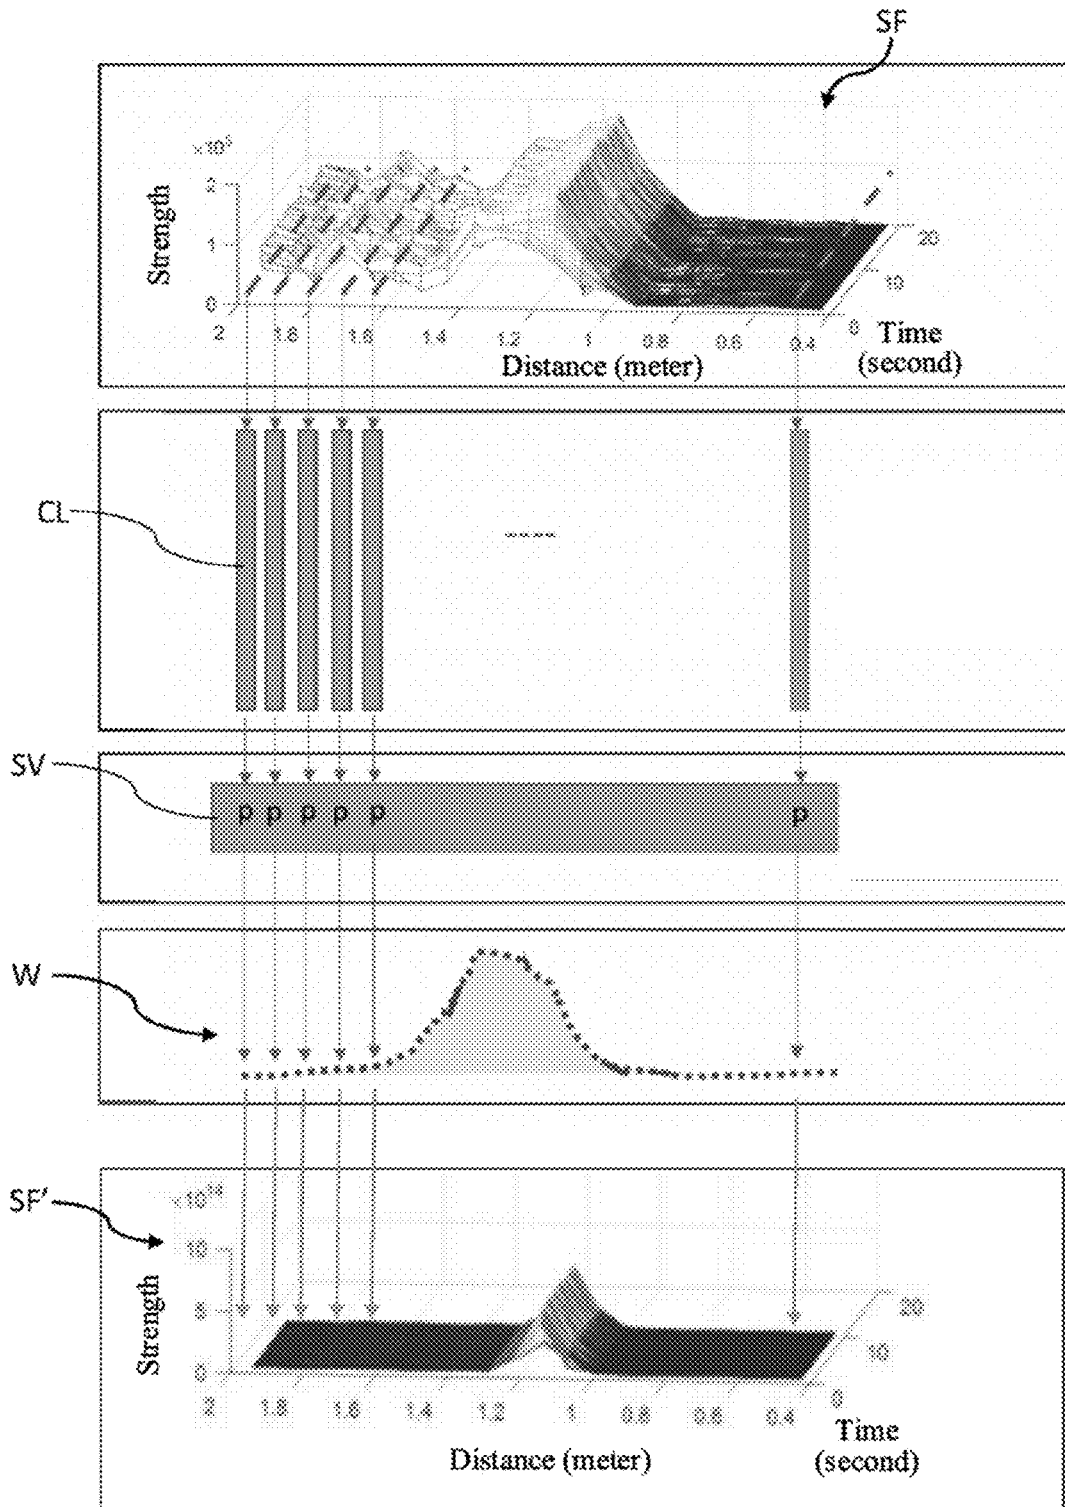 SF
×10⁵
Strength
2
1
0
2
1.8
1.6
1.4
1.2
1
0.8
0.6
0.4
0
10
20
Distance (meter)
Time
(second)
CL
SV
p p p p p p
W
SF'
×10¹⁴
Strength
10
5
0
2
1.8
1.6
1.4
1.2
1
0.8
0.6
0.4
0
10
20
Distance (meter)
Time
(second)